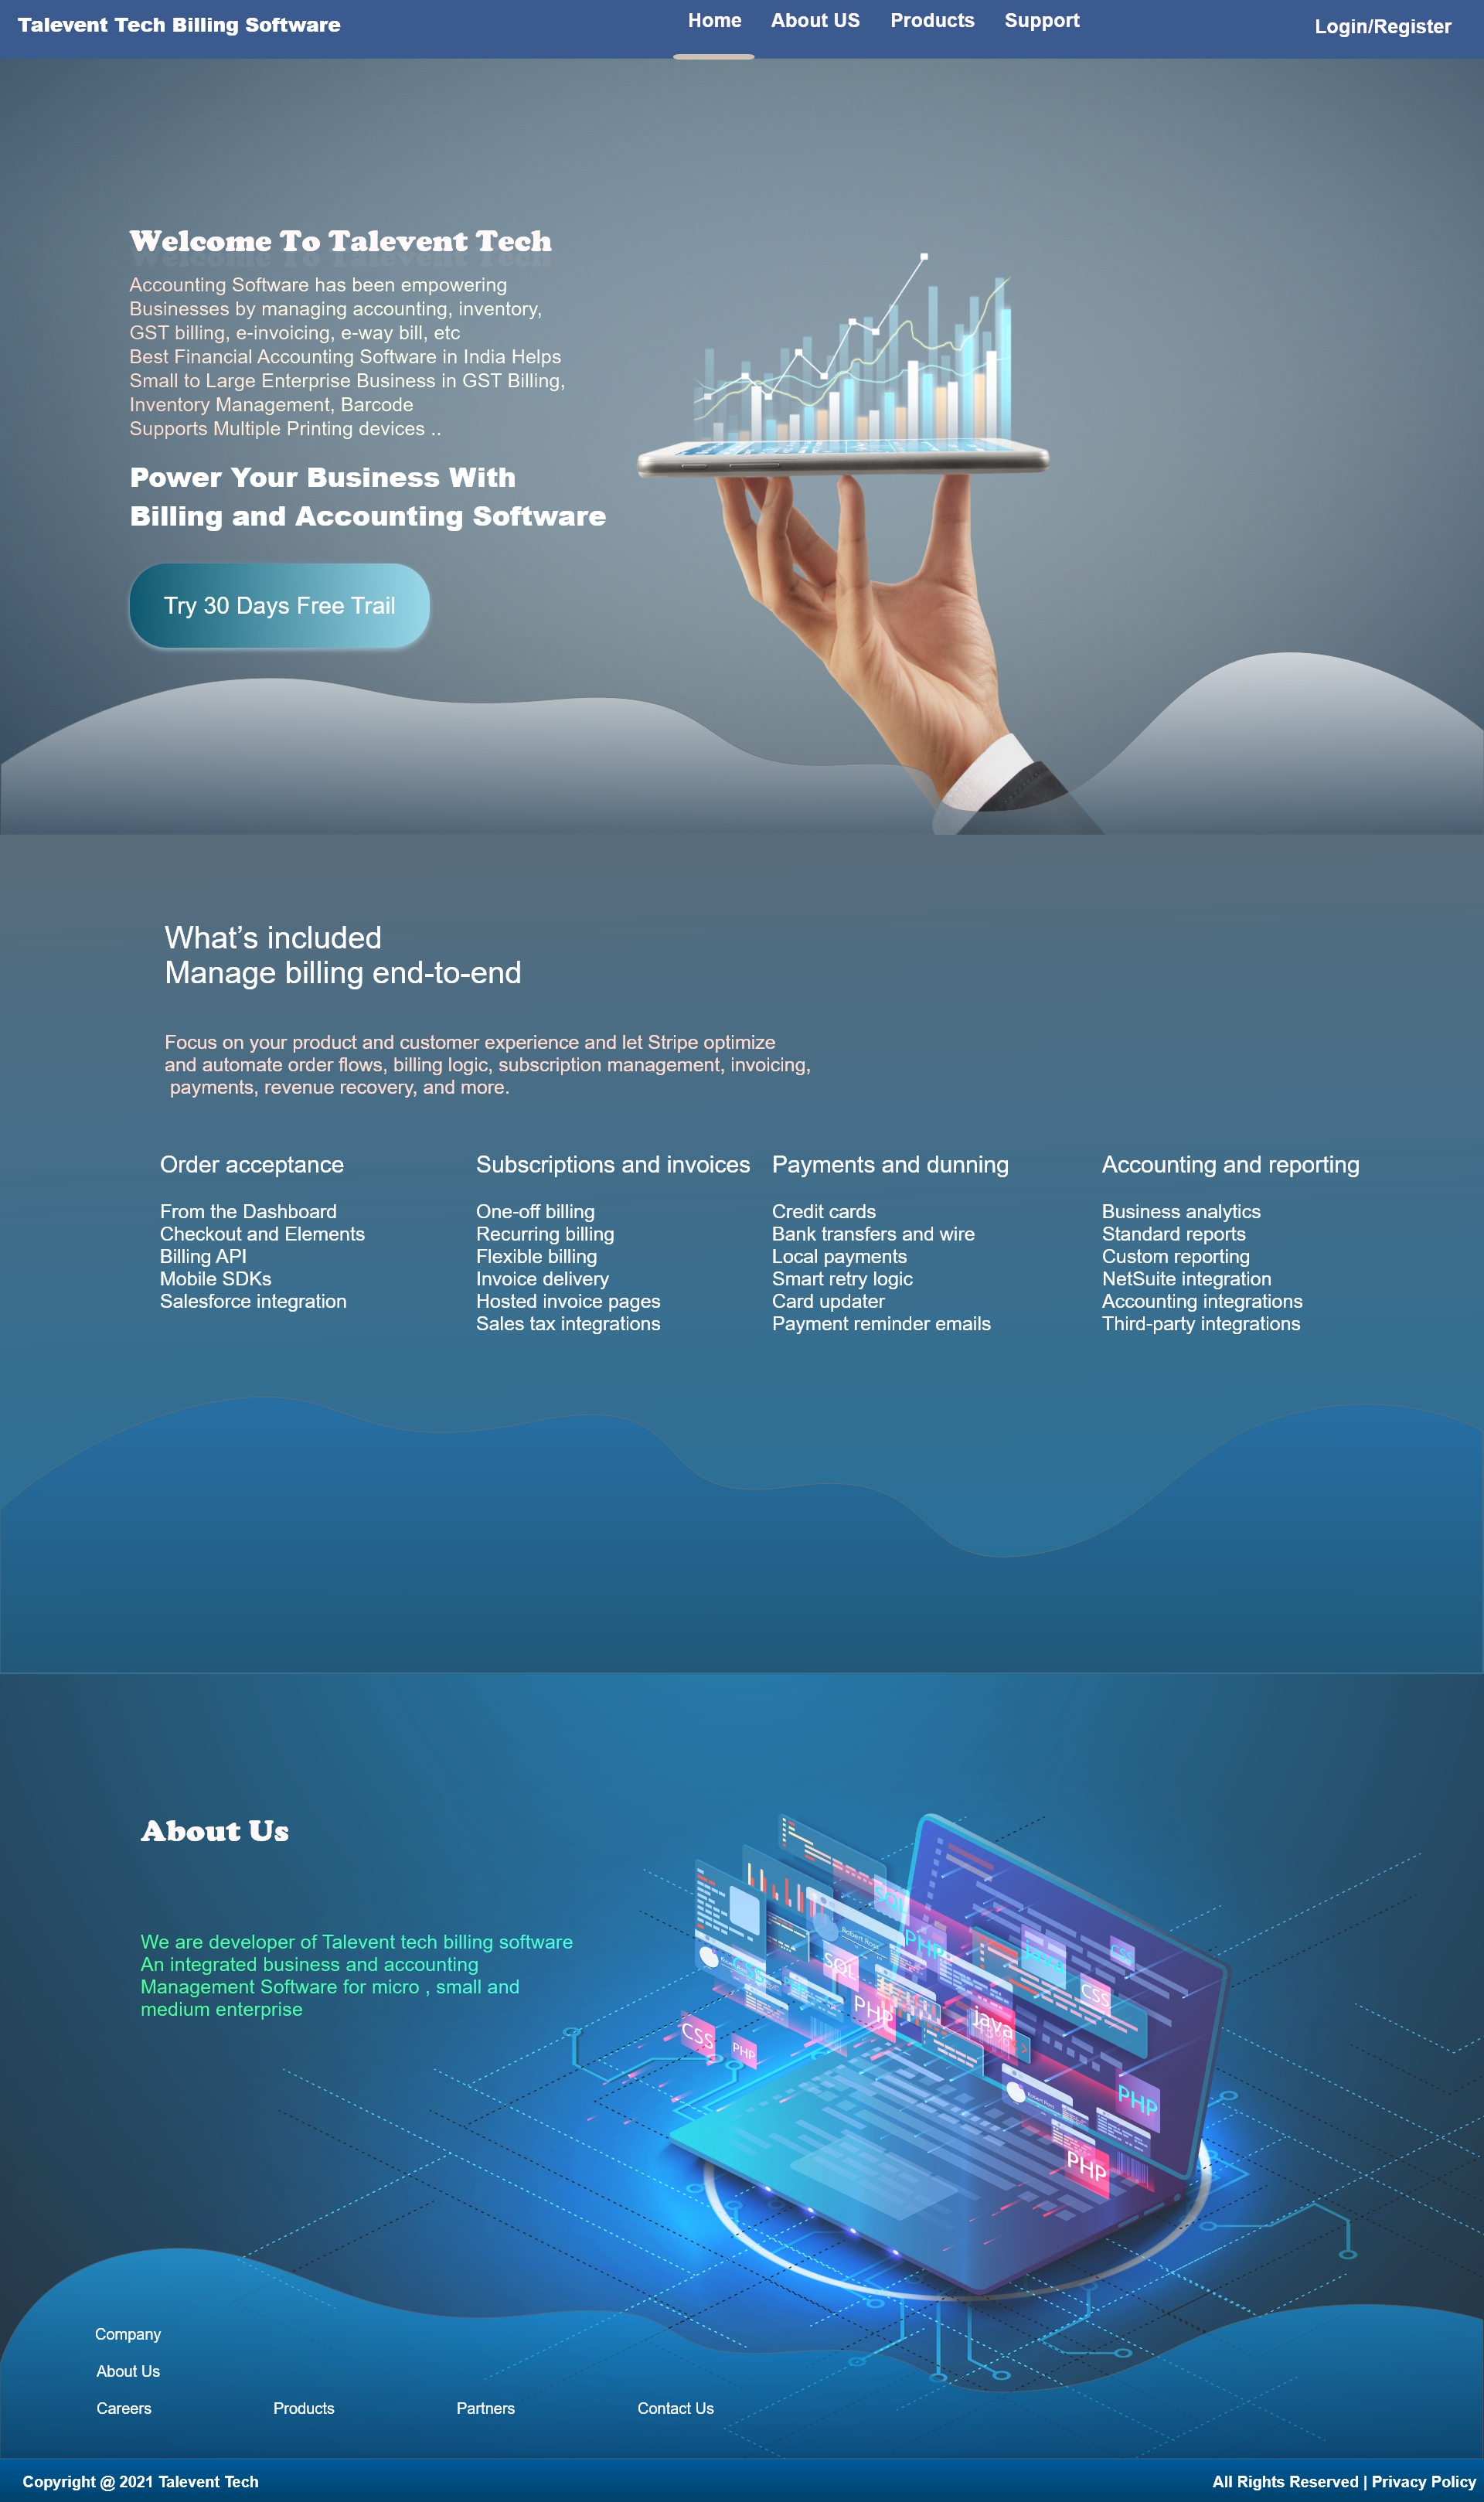 Talevent Tech Billing Software
Home
About US
Products
Support
Login/Register
Welcome To Talevent Tech
Accounting Software has been empowering
Businesses by managing accounting, inventory,
GST billing, e-invoicing, e-way bill, etc
Best Financial Accounting Software in India Helps
Small to Large Enterprise Business in GST Billing,
Inventory Management, Barcode
Supports Multiple Printing devices ..
Power Your Business With
Billing and Accounting Software
Try 30 Days Free Trail
What’s included
Manage billing end-to-end
Focus on your product and customer experience and let Stripe optimize
and automate order flows, billing logic, subscription management, invoicing,
payments, revenue recovery, and more.
Order acceptance
From the Dashboard
Checkout and Elements
Billing API
Mobile SDKs
Salesforce integration
Subscriptions and invoices
One-off billing
Recurring billing
Flexible billing
Invoice delivery
Hosted invoice pages
Sales tax integrations
Payments and dunning
Credit cards
Bank transfers and wire
Local payments
Smart retry logic
Card updater
Payment reminder emails
Accounting and reporting
Business analytics
Standard reports
Custom reporting
NetSuite integration
Accounting integrations
Third-party integrations
About Us
We are developer of Talevent tech billing software
An integrated business and accounting
Management Software for micro , small and
medium enterprise
SQL
PHP
Robert Ross
java
CSS
SQL
CSS
CSS
PHP
java
CSS
PHP
PHP
PHP
Company
About Us
Careers
Products
Partners
Contact Us
Copyright @ 2021 Talevent Tech
All Rights Reserved | Privacy Policy